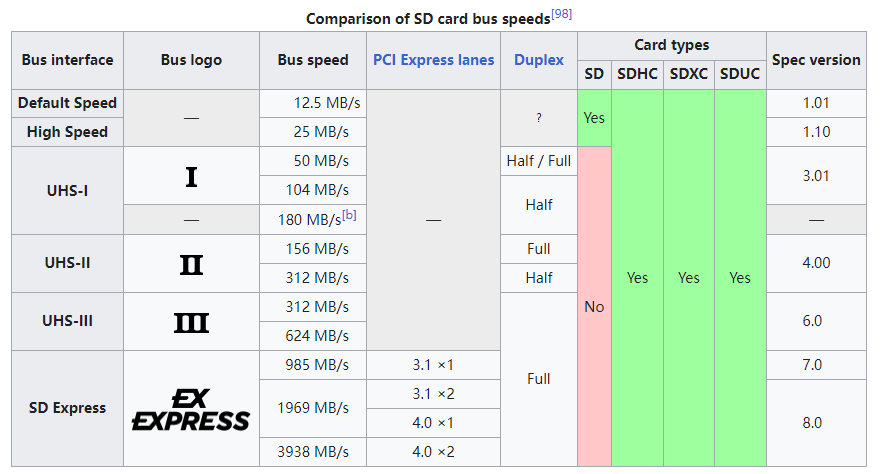 Comparison of SD card bus speeds[98]
Bus interface Bus logo Bus speed PCI Express lanes Duplex Card types Spec version
SD SDHC SDXC SDUC
Default Speed — 12.5 MB/s — ? Yes Yes Yes Yes 1.01
High Speed 25 MB/s 1.10
UHS-I I 50 MB/s Half / Full No 3.01
104 MB/s Half
— 180 MB/s[b] —
UHS-II II 156 MB/s Full 4.00
312 MB/s Half
UHS-III III 312 MB/s Full 6.0
624 MB/s
SD Express EX EXPRESS 985 MB/s 3.1 ×1 7.0
1969 MB/s 3.1 ×2 8.0
4.0 ×1
3938 MB/s 4.0 ×2